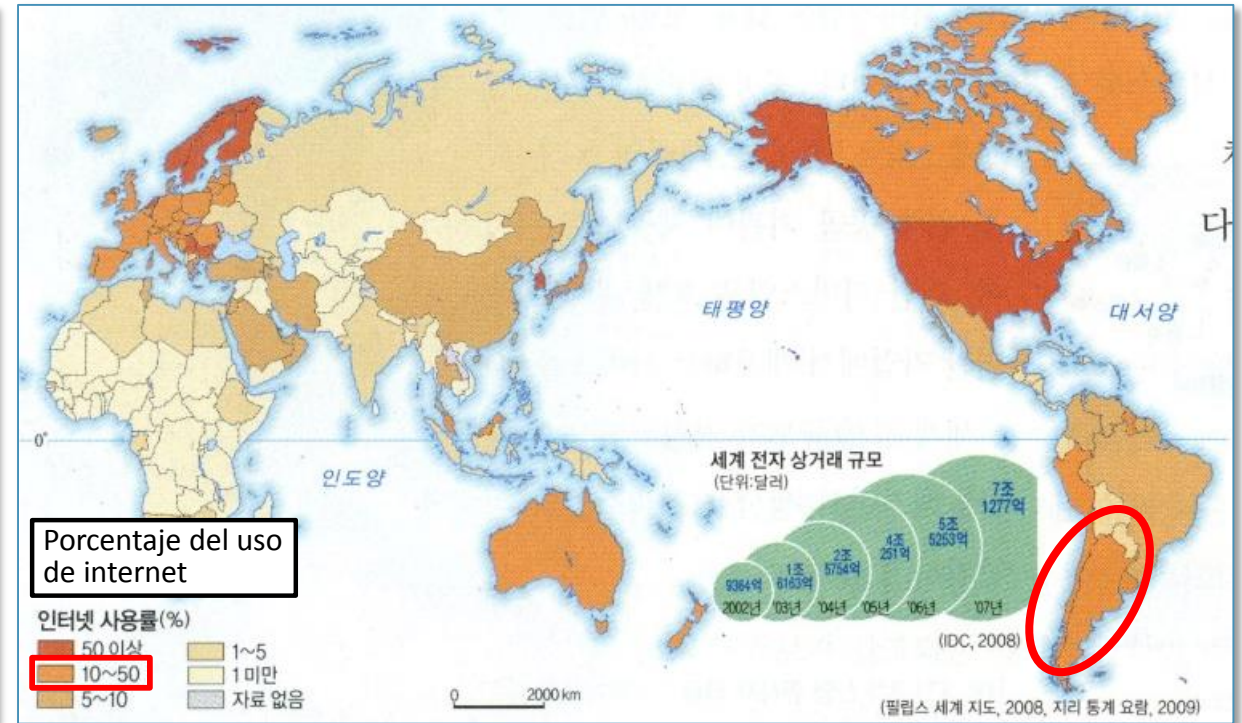 대
태평양
대서양
0°
인도양
세계 전자 상거래 규모
(단위:달러)
9364억
1조
6163억
2조
5754억
4조
251억
5조
5253억
7조
1277억
2002년 '03년 '04년 '05년 '06년 '07년
(IDC, 2008)
Porcentaje del uso
de internet
인터넷 사용률(%)
50 이상
10~50
5~10
1~5
1 미만
자료 없음
0 2000 km
(필립스 세계 지도, 2008, 지리 통계 요람, 2009)